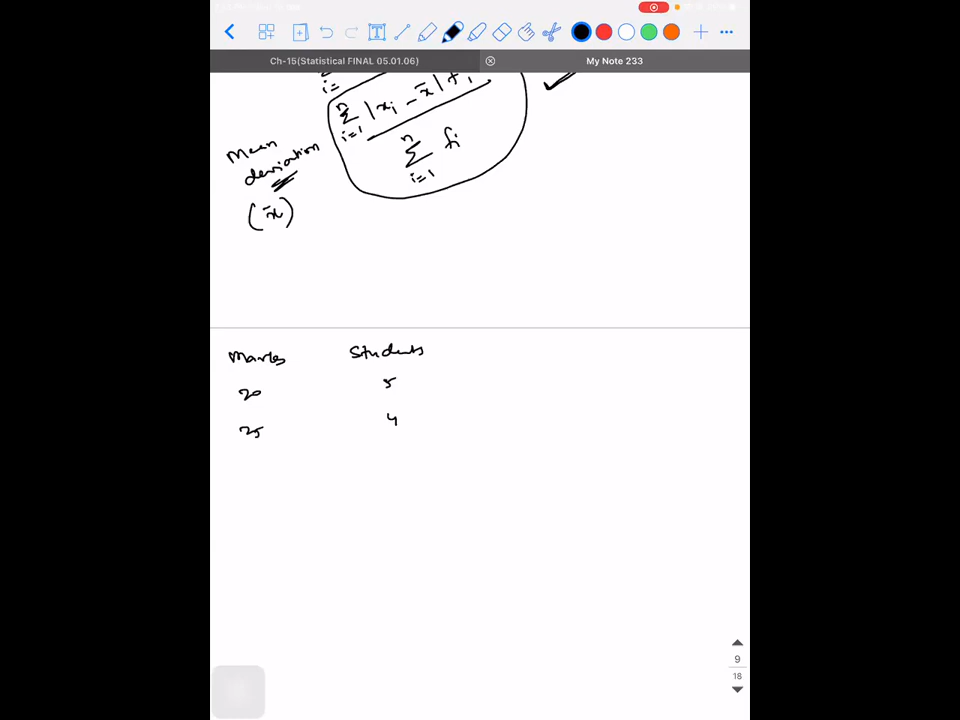 Ch-15(Statistical FINAL 05.01.06)
My Note 233
i=
n
Σ |xi - x̄| fi
i=1
n
Σ fi
i=1
Mean
deviation
(x̄)
Marks Students
20 5
25 4
9
18